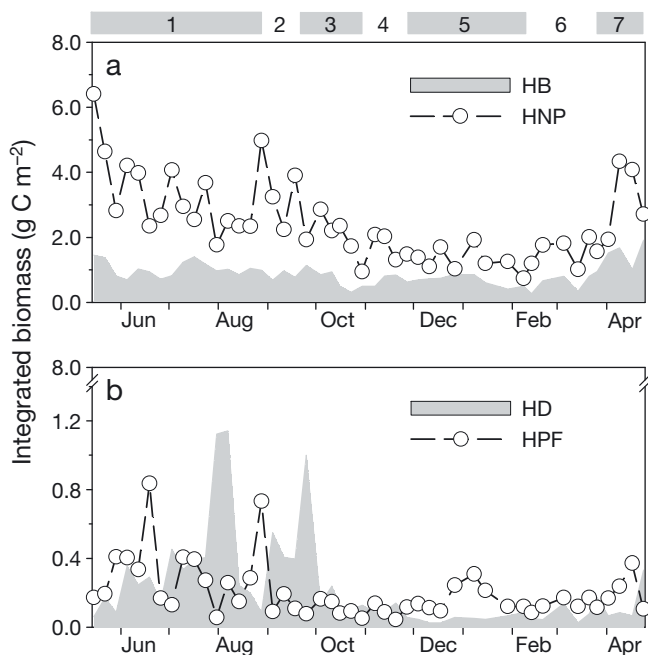 1 2 3 4 5 6 7
Integrated biomass (g C m⁻²)
a
8.0
6.0
4.0
2.0
0.0
HB
HNP
Jun Aug Oct Dec Feb Apr
b
8.0
1.2
0.8
0.4
0.0
HD
HPF
Jun Aug Oct Dec Feb Apr